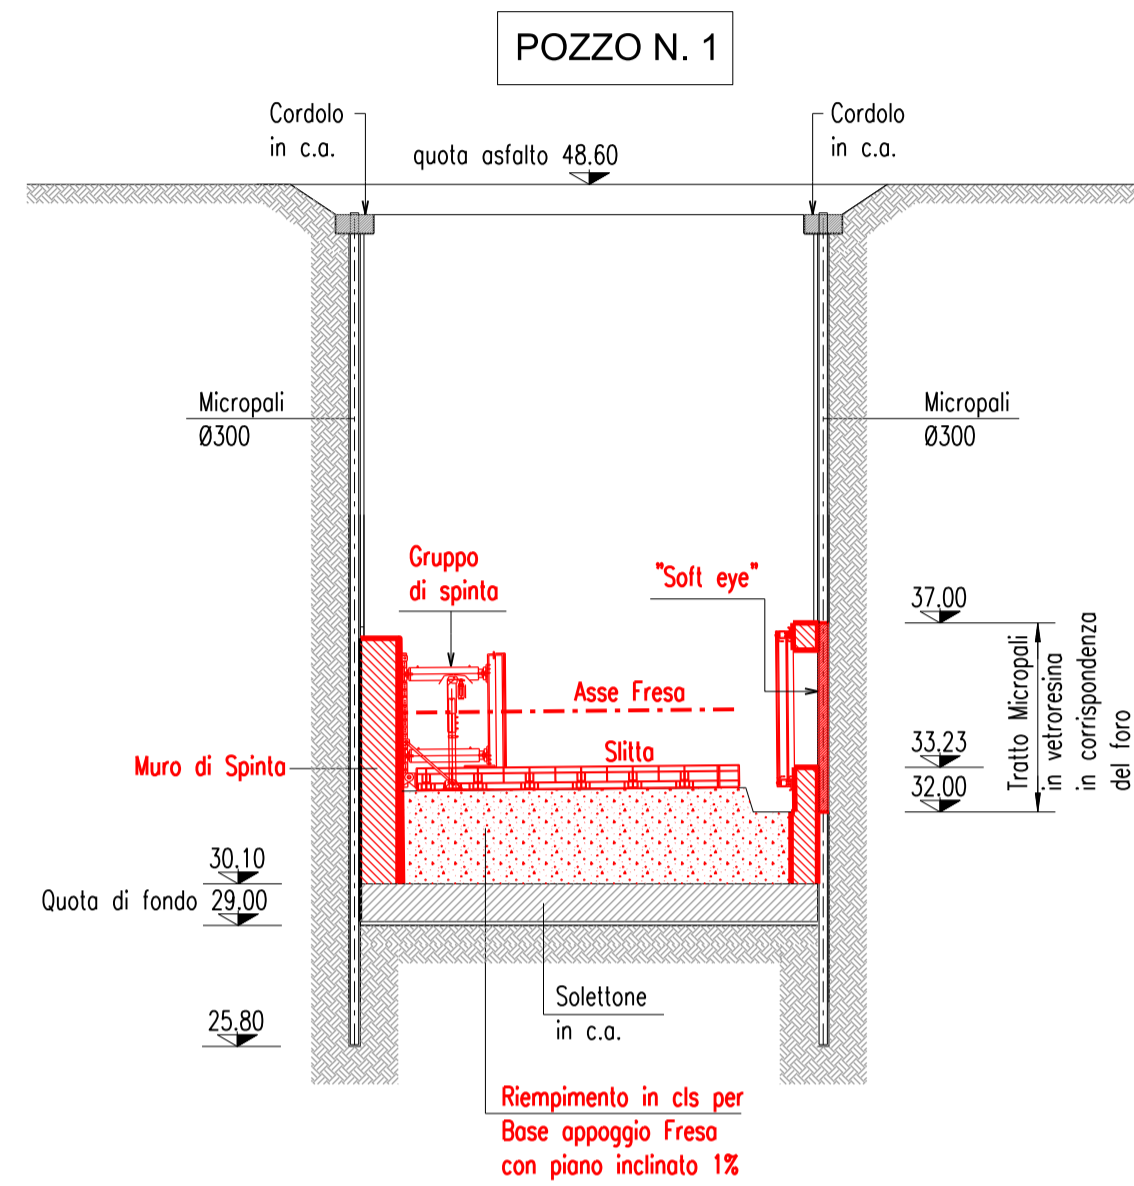 POZZO N. 1
Cordolo
in c.a.
quota asfalto 48.60
Cordolo
in c.a.
Micropali
Ø300
Micropali
Ø300
Gruppo
di spinta
"Soft eye"
37.00
Asse Fresa
Slitta
Muro di Spinta
33,23
32,00
Tratto Micropali
in vetroresina
in corrispondenza
del foro
30,10
Quota di fondo 29,00
25.80
Solettone
in c.a.
Riempimento in cls per
Base appoggio Fresa
con piano inclinato 1%